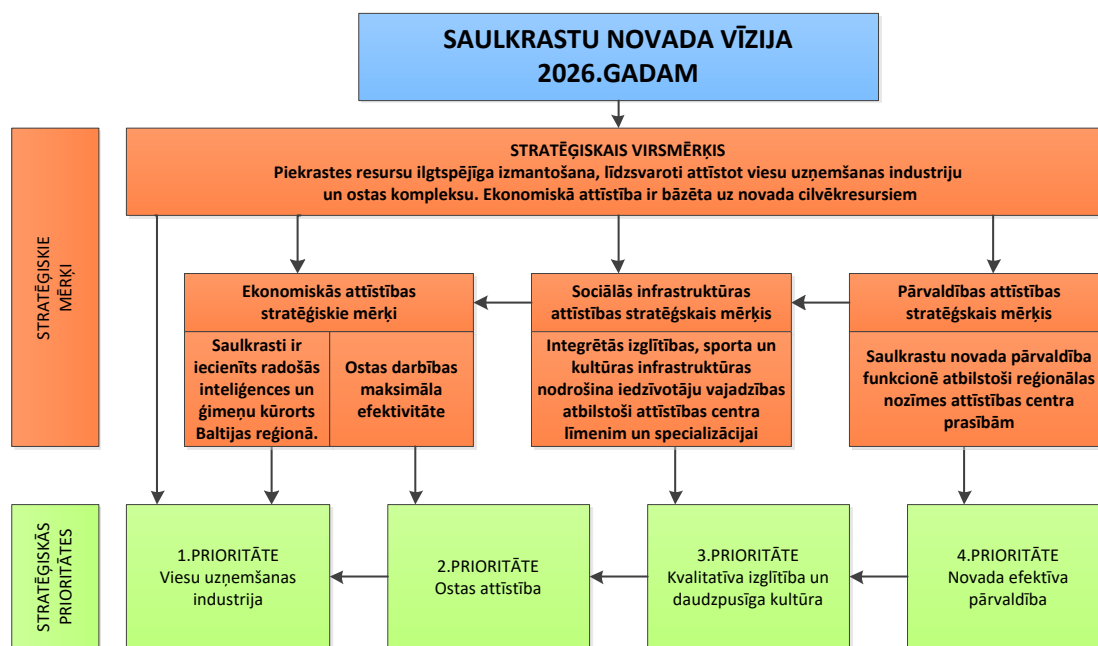 SAULKRASTU NOVADA VĪZIJA
2026.GADAM
STRATĒĢISKIE
MĒRĶI
STRATĒĢISKAIS VIRSMĒRĶIS
Piekrastes resursu ilgtspējīga izmantošana, līdzsvaroti attīstot viesu uzņemšanas industriju
un ostas kompleksu. Ekonomiskā attīstība ir bāzēta uz novada cilvēkresursiem
Ekonomiskās attīstības
stratēģiskie mērķi
Saulkrasti ir
iecienīts radošās
inteliģences un
ģimeņu kūrorts
Baltijas reģionā.
Ostas darbības
maksimāla
efektivitāte
Sociālās infrastruktūras
attīstības stratēģskais mērķis
Integrētās izglītības, sporta un
kultūras infrastruktūras
nodrošina iedzīvotāju vajadzības
atbilstoši attīstības centra
līmenim un specializācijai
Pārvaldības attīstības
stratēģskais mērķis
Saulkrastu novada pārvaldība
funkcionē atbilstoši reģionālas
nozīmes attīstības centra
prasībām
STRATĒĢISKĀS
PRIORITĀTES
1.PRIORITĀTE
Viesu uzņemšanas
industrija
2.PRIORITĀTE
Ostas attīstība
3.PRIORITĀTE
Kvalitatīva izglītība un
daudzpusīga kultūra
4.PRIORITĀTE
Novada efektīva
pārvaldība